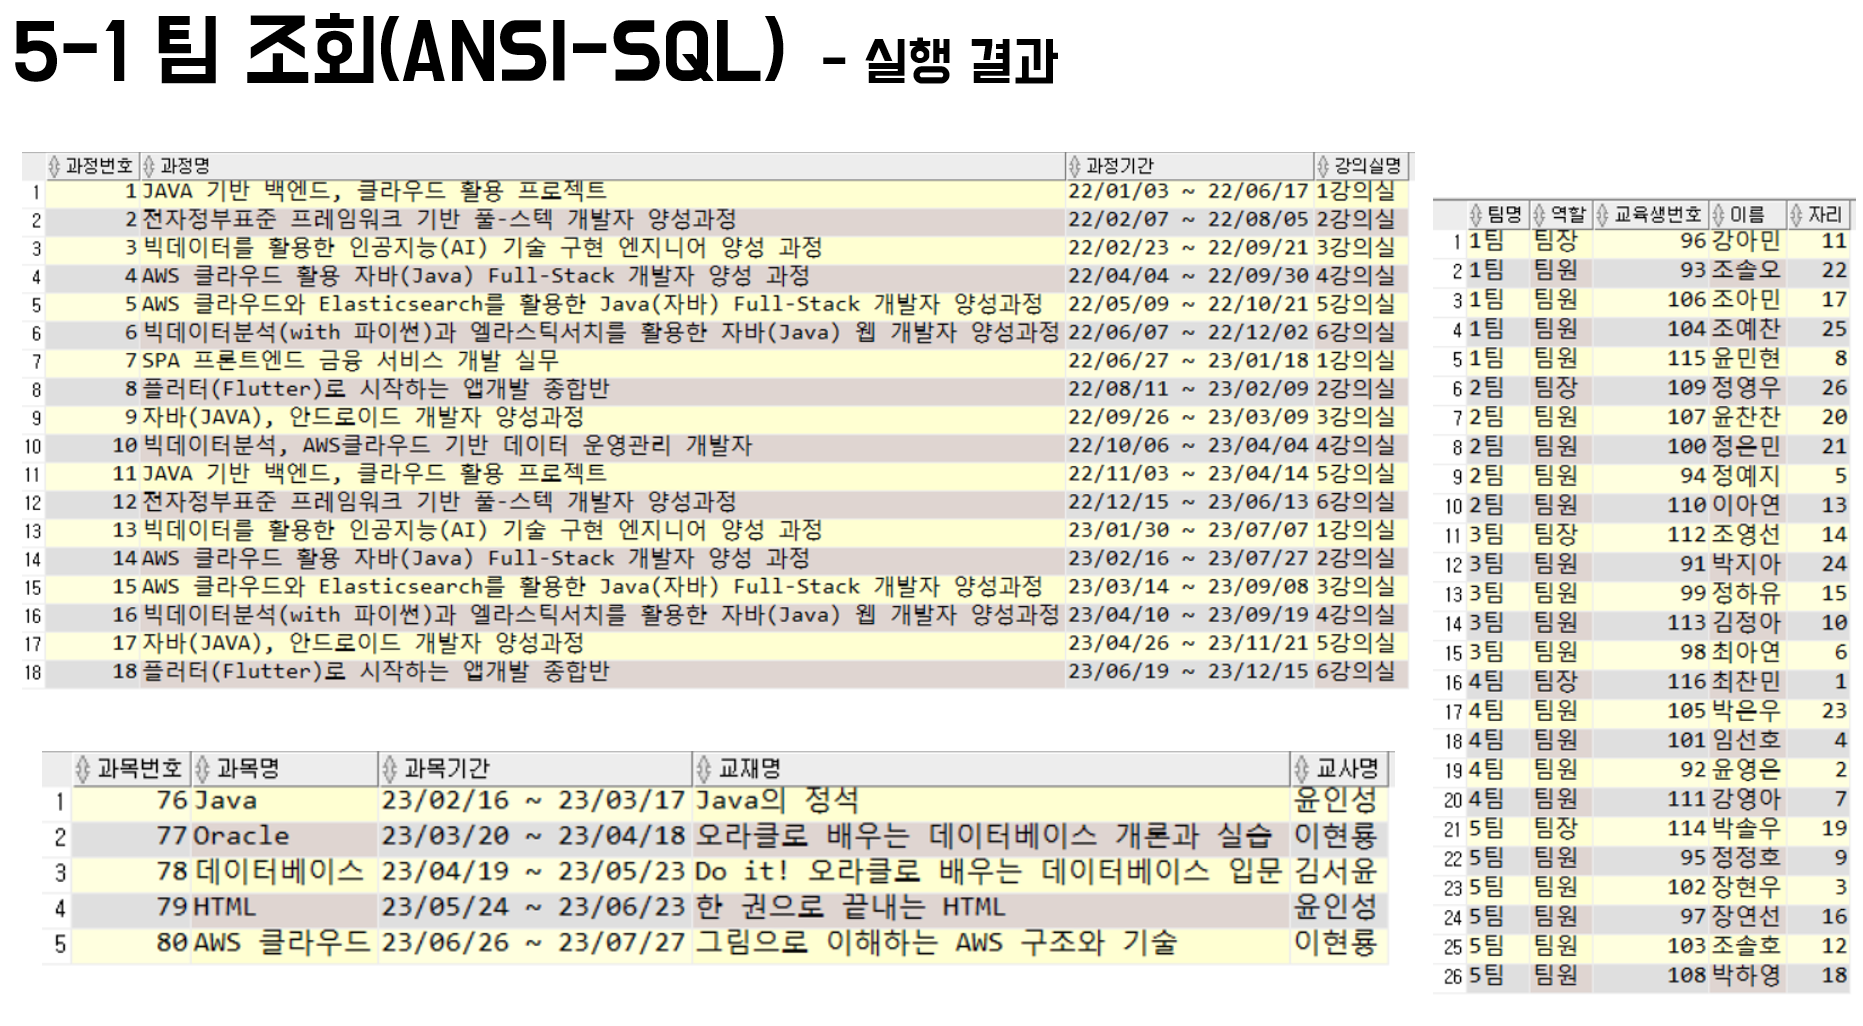 5-1 팀 조회(ANSI-SQL) - 실행 결과
과정번호 과정명 과정기간 강의실명
1 1 JAVA 기반 백엔드, 클라우드 활용 프로젝트 22/01/03 ~ 22/06/17 1강의실
2 2 전자정부표준 프레임워크 기반 풀-스텍 개발자 양성과정 22/02/07 ~ 22/08/05 2강의실
3 3 빅데이터를 활용한 인공지능(AI) 기술 구현 엔지니어 양성 과정 22/02/23 ~ 22/09/21 3강의실
4 4 AWS 클라우드 활용 자바(Java) Full-Stack 개발자 양성 과정 22/04/04 ~ 22/09/30 4강의실
5 5 AWS 클라우드와 Elasticsearch를 활용한 Java(자바) Full-Stack 개발자 양성과정 22/05/09 ~ 22/10/21 5강의실
6 6 빅데이터분석(with 파이썬)과 엘라스틱서치를 활용한 자바(Java) 웹 개발자 양성과정 22/06/07 ~ 22/12/02 6강의실
7 7 SPA 프론트엔드 금융 서비스 개발 실무 22/06/27 ~ 23/01/18 1강의실
8 8 플러터(Flutter)로 시작하는 앱개발 종합반 22/08/11 ~ 23/02/09 2강의실
9 9 자바(JAVA), 안드로이드 개발자 양성과정 22/09/26 ~ 23/03/09 3강의실
10 10 빅데이터분석, AWS클라우드 기반 데이터 운영관리 개발자 22/10/06 ~ 23/04/04 4강의실
11 11 JAVA 기반 백엔드, 클라우드 활용 프로젝트 22/11/03 ~ 23/04/14 5강의실
12 12 전자정부표준 프레임워크 기반 풀-스텍 개발자 양성과정 22/12/15 ~ 23/06/13 6강의실
13 13 빅데이터를 활용한 인공지능(AI) 기술 구현 엔지니어 양성 과정 23/01/30 ~ 23/07/07 1강의실
14 14 AWS 클라우드 활용 자바(Java) Full-Stack 개발자 양성 과정 23/02/16 ~ 23/07/27 2강의실
15 15 AWS 클라우드와 Elasticsearch를 활용한 Java(자바) Full-Stack 개발자 양성과정 23/03/14 ~ 23/09/08 3강의실
16 16 빅데이터분석(with 파이썬)과 엘라스틱서치를 활용한 자바(Java) 웹 개발자 양성과정 23/04/10 ~ 23/09/19 4강의실
17 17 자바(JAVA), 안드로이드 개발자 양성과정 23/04/26 ~ 23/11/21 5강의실
18 18 플러터(Flutter)로 시작하는 앱개발 종합반 23/06/19 ~ 23/12/15 6강의실
과목번호 과목명 과목기간 교재명 교사명
1 76 Java 23/02/16 ~ 23/03/17 Java의 정석 윤인성
2 77 Oracle 23/03/20 ~ 23/04/18 오라클로 배우는 데이터베이스 개론과 실습 이현룡
3 78 데이터베이스 23/04/19 ~ 23/05/23 Do it! 오라클로 배우는 데이터베이스 입문 김서윤
4 79 HTML 23/05/24 ~ 23/06/23 한 권으로 끝내는 HTML 윤인성
5 80 AWS 클라우드 23/06/26 ~ 23/07/27 그림으로 이해하는 AWS 구조와 기술 이현룡
팀명 역할 교육생번호 이름 자리
1 1팀 팀장 96 강아민 11
2 1팀 팀원 93 조솔오 22
3 1팀 팀원 106 조아민 17
4 1팀 팀원 104 조예찬 25
5 1팀 팀원 115 윤민현 8
6 2팀 팀장 109 정영우 26
7 2팀 팀원 107 윤찬찬 20
8 2팀 팀원 100 정은민 21
9 2팀 팀원 94 정예지 5
10 2팀 팀원 110 이아연 13
11 3팀 팀장 112 조영선 14
12 3팀 팀원 91 박지아 24
13 3팀 팀원 99 정하유 15
14 3팀 팀원 113 김정아 10
15 3팀 팀원 98 최아연 6
16 4팀 팀장 116 최찬민 1
17 4팀 팀원 105 박은우 23
18 4팀 팀원 101 임선호 4
19 4팀 팀원 92 윤영은 2
20 4팀 팀원 111 강영아 7
21 5팀 팀장 114 박솔우 19
22 5팀 팀원 95 정정호 9
23 5팀 팀원 102 장현우 3
24 5팀 팀원 97 장연선 16
25 5팀 팀원 103 조솔호 12
26 5팀 팀원 108 박하영 18